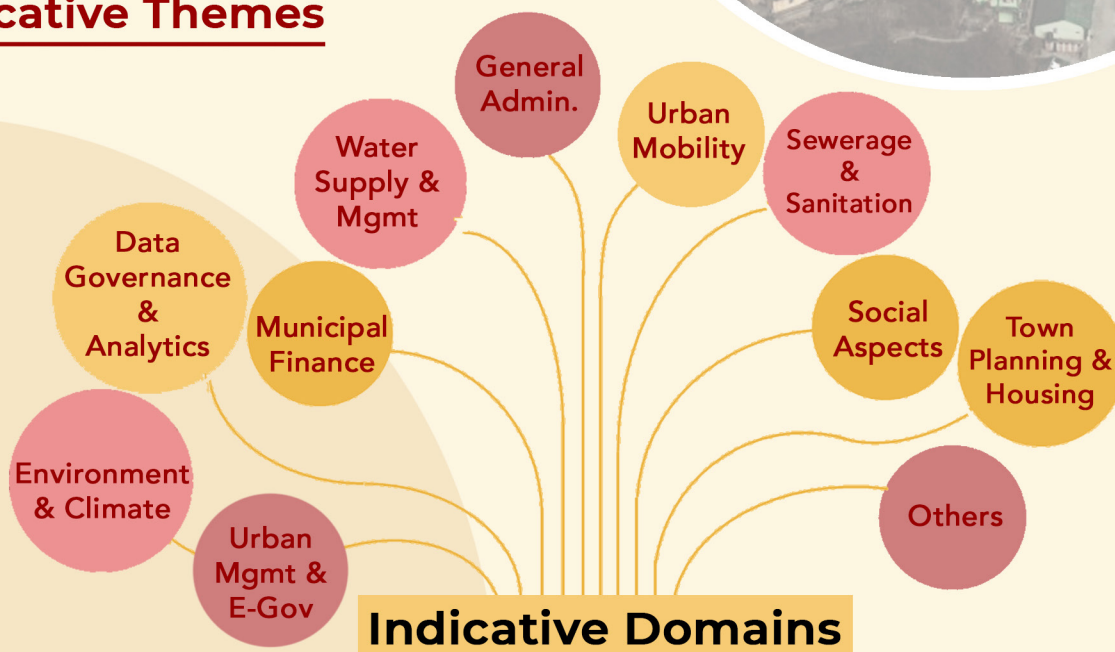 cative Themes
General
Admin.
Urban
Mobility
Water
Supply &
Mgmt
Sewerage
&
Sanitation
Data
Governance
&
Analytics
Municipal
Finance
Social
Aspects
Town
Planning &
Housing
Environment
& Climate
Urban
Mgmt &
E-Gov
Others
Indicative Domains